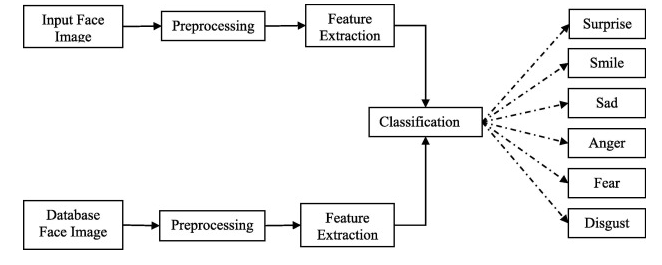 Input Face
Image
Preprocessing
Feature
Extraction
Surprise
Smile
Sad
Classification
Anger
Fear
Disgust
Database
Face Image
Preprocessing
Feature
Extraction